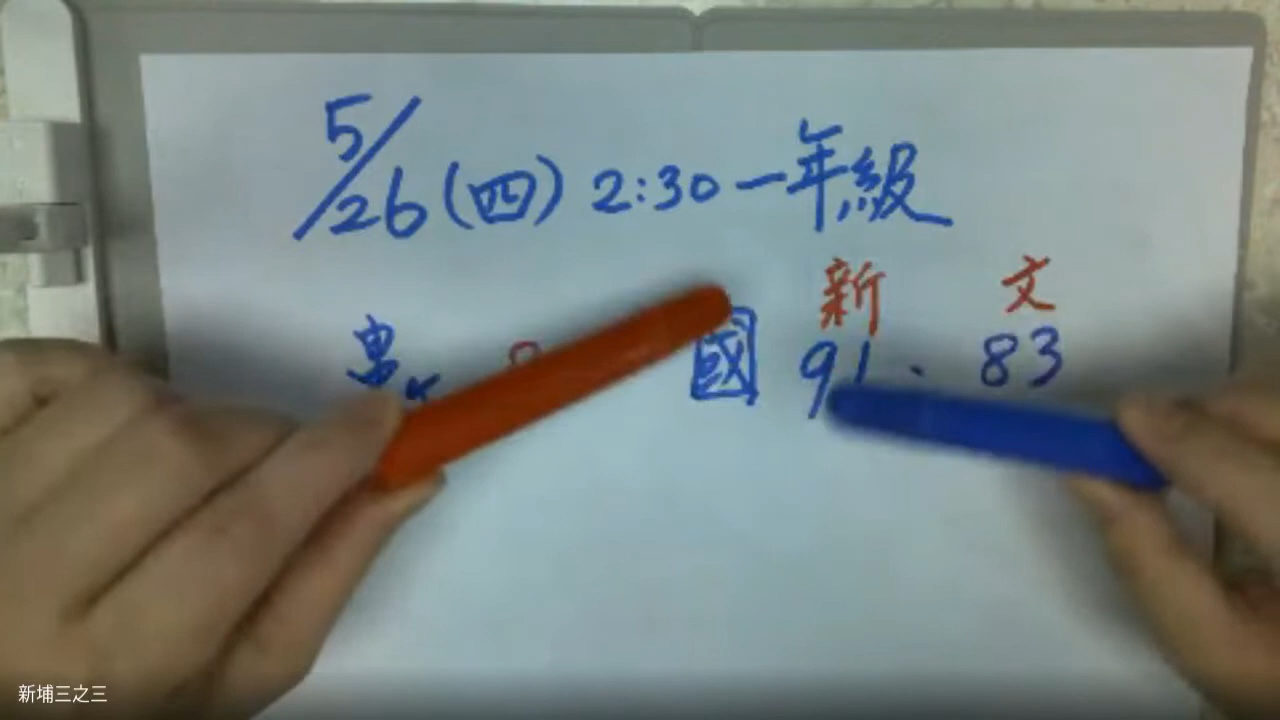 5/26(四) 2:30 一年級
新 文
國 91、83
新埔三之三